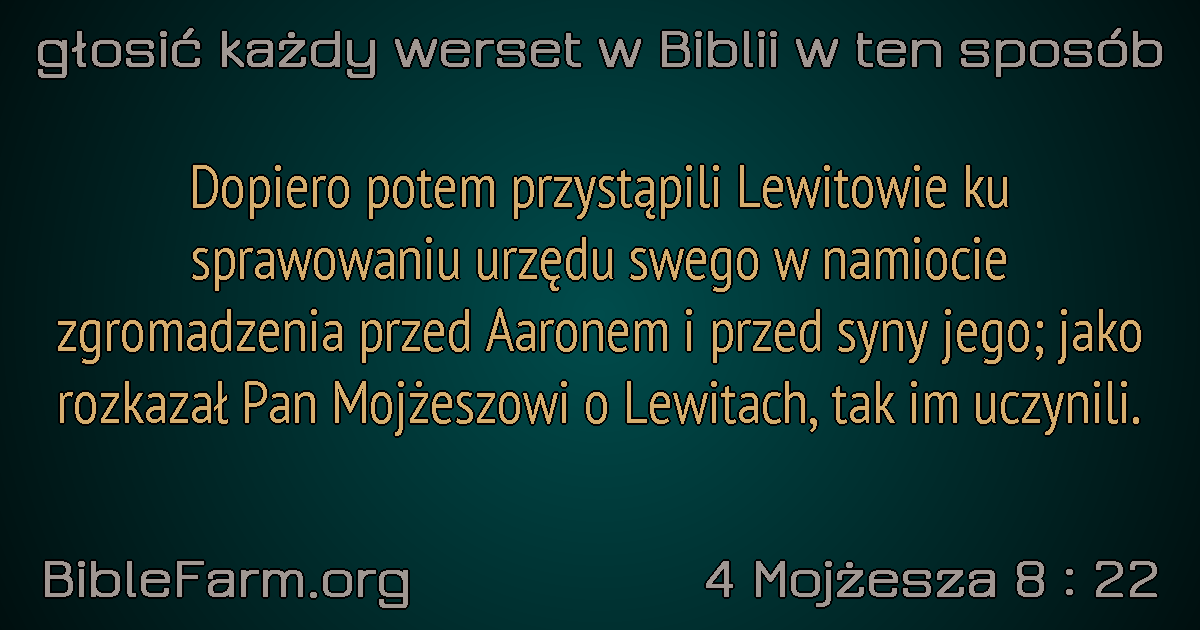 głosić każdy werset w Biblii w ten sposób
Dopiero potem przystąpili Lewitowie ku
sprawowaniu urzędu swego w namiocie
zgromadzenia przed Aaronem i przed syny jego; jako
rozkazał Pan Mojżeszowi o Lewitach, tak im uczynili.
BibleFarm.org
4 Mojżesza 8 : 22